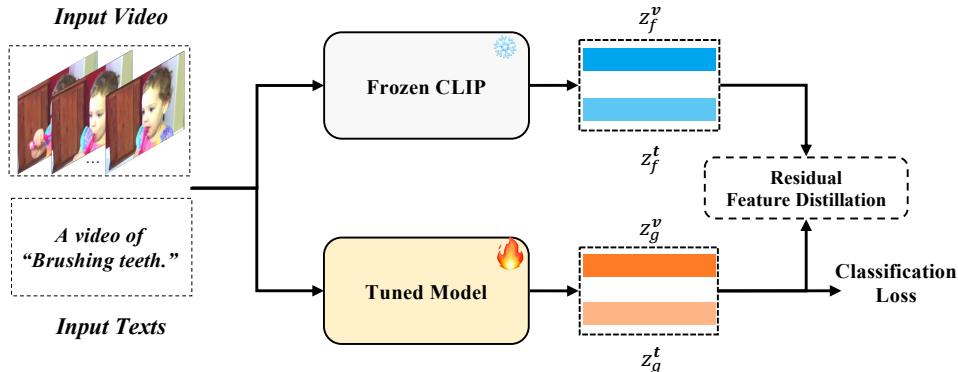 Input Video
...
A video of
“Brushing teeth.”
Input Texts
Frozen CLIP
Tuned Model
z_f^v
z_f^t
z_g^v
z_g^t
Residual
Feature Distillation
Classification
Loss